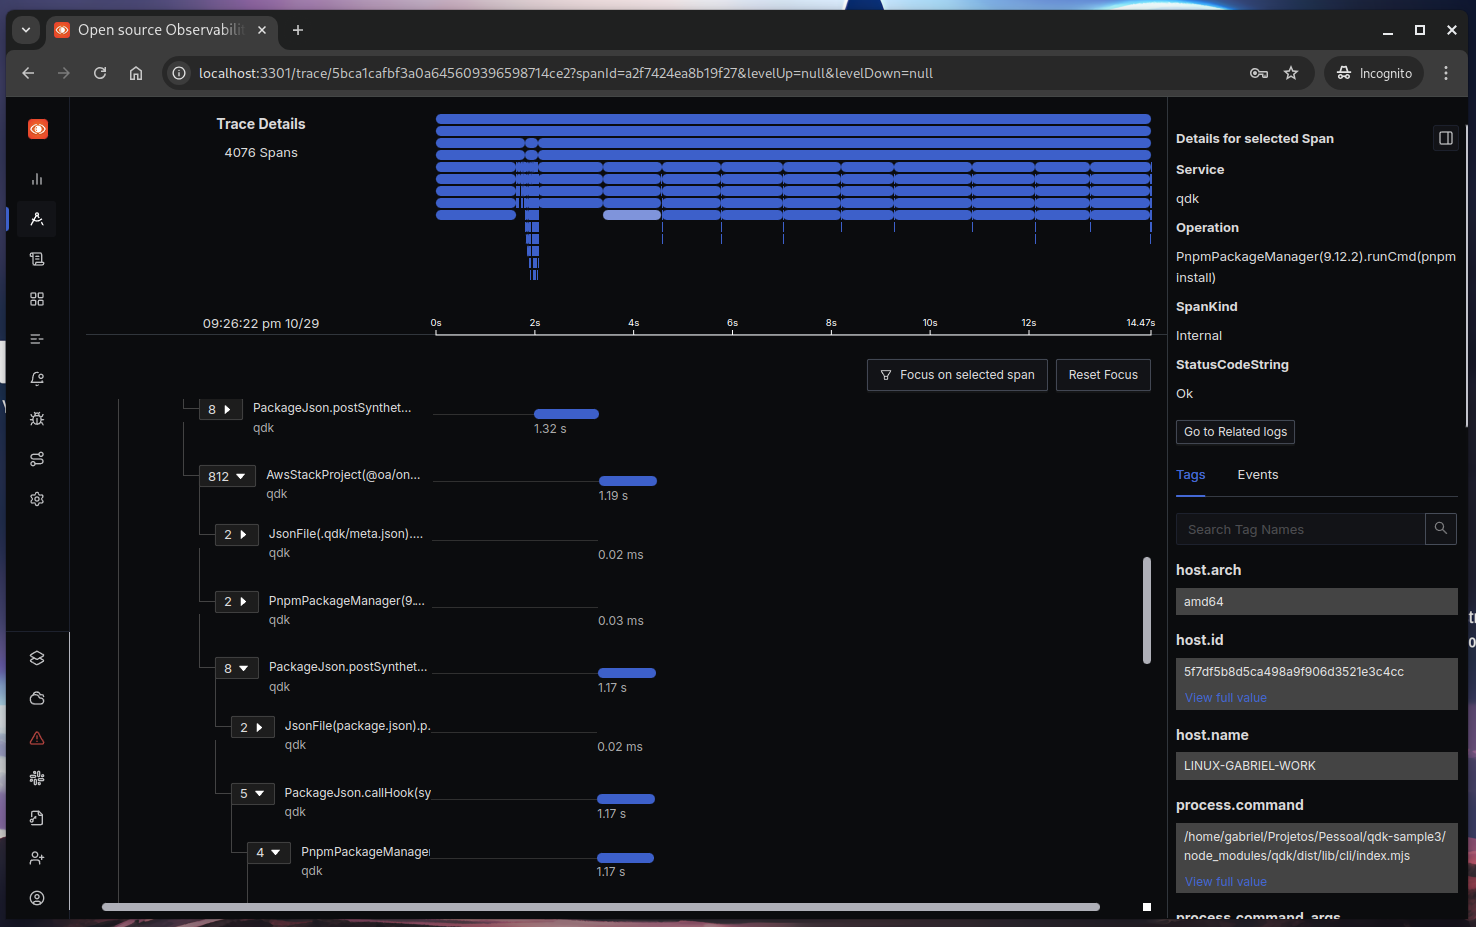 Open source Observabili
localhost:3301/trace/5bca1cafbf3a0a645609396598714ce2?spanId=a2f7424ea8b19f27&levelUp=null&levelDown=null
Incognito
Trace Details
4076 Spans
09:26:22 pm 10/29
0s 2s 4s 6s 8s 10s 12s 14.47s
Focus on selected span
Reset Focus
8 PackageJson.postSynthet...
qdk
1.32 s
812 AwsStackProject(@oa/on...
qdk
1.19 s
2 JsonFile(.qdk/meta.json)....
qdk
0.02 ms
2 PnpmPackageManager(9....
qdk
0.03 ms
8 PackageJson.postSynthet...
qdk
1.17 s
2 JsonFile(package.json).p.
qdk
0.02 ms
5 PackageJson.callHook(sy
qdk
1.17 s
4 PnpmPackageManager
qdk
1.17 s
Details for selected Span
Service
qdk
Operation
PnpmPackageManager(9.12.2).runCmd(pnpm
install)
SpanKind
Internal
StatusCodeString
Ok
Go to Related logs
Tags Events
Search Tag Names
host.arch
amd64
host.id
5f7df5b8d5ca498a9f906d3521e3c4cc
View full value
host.name
LINUX-GABRIEL-WORK
process.command
/home/gabriel/Projetos/Pessoal/qdk-sample3/
node_modules/qdk/dist/lib/cli/index.mjs
View full value
process.command_args